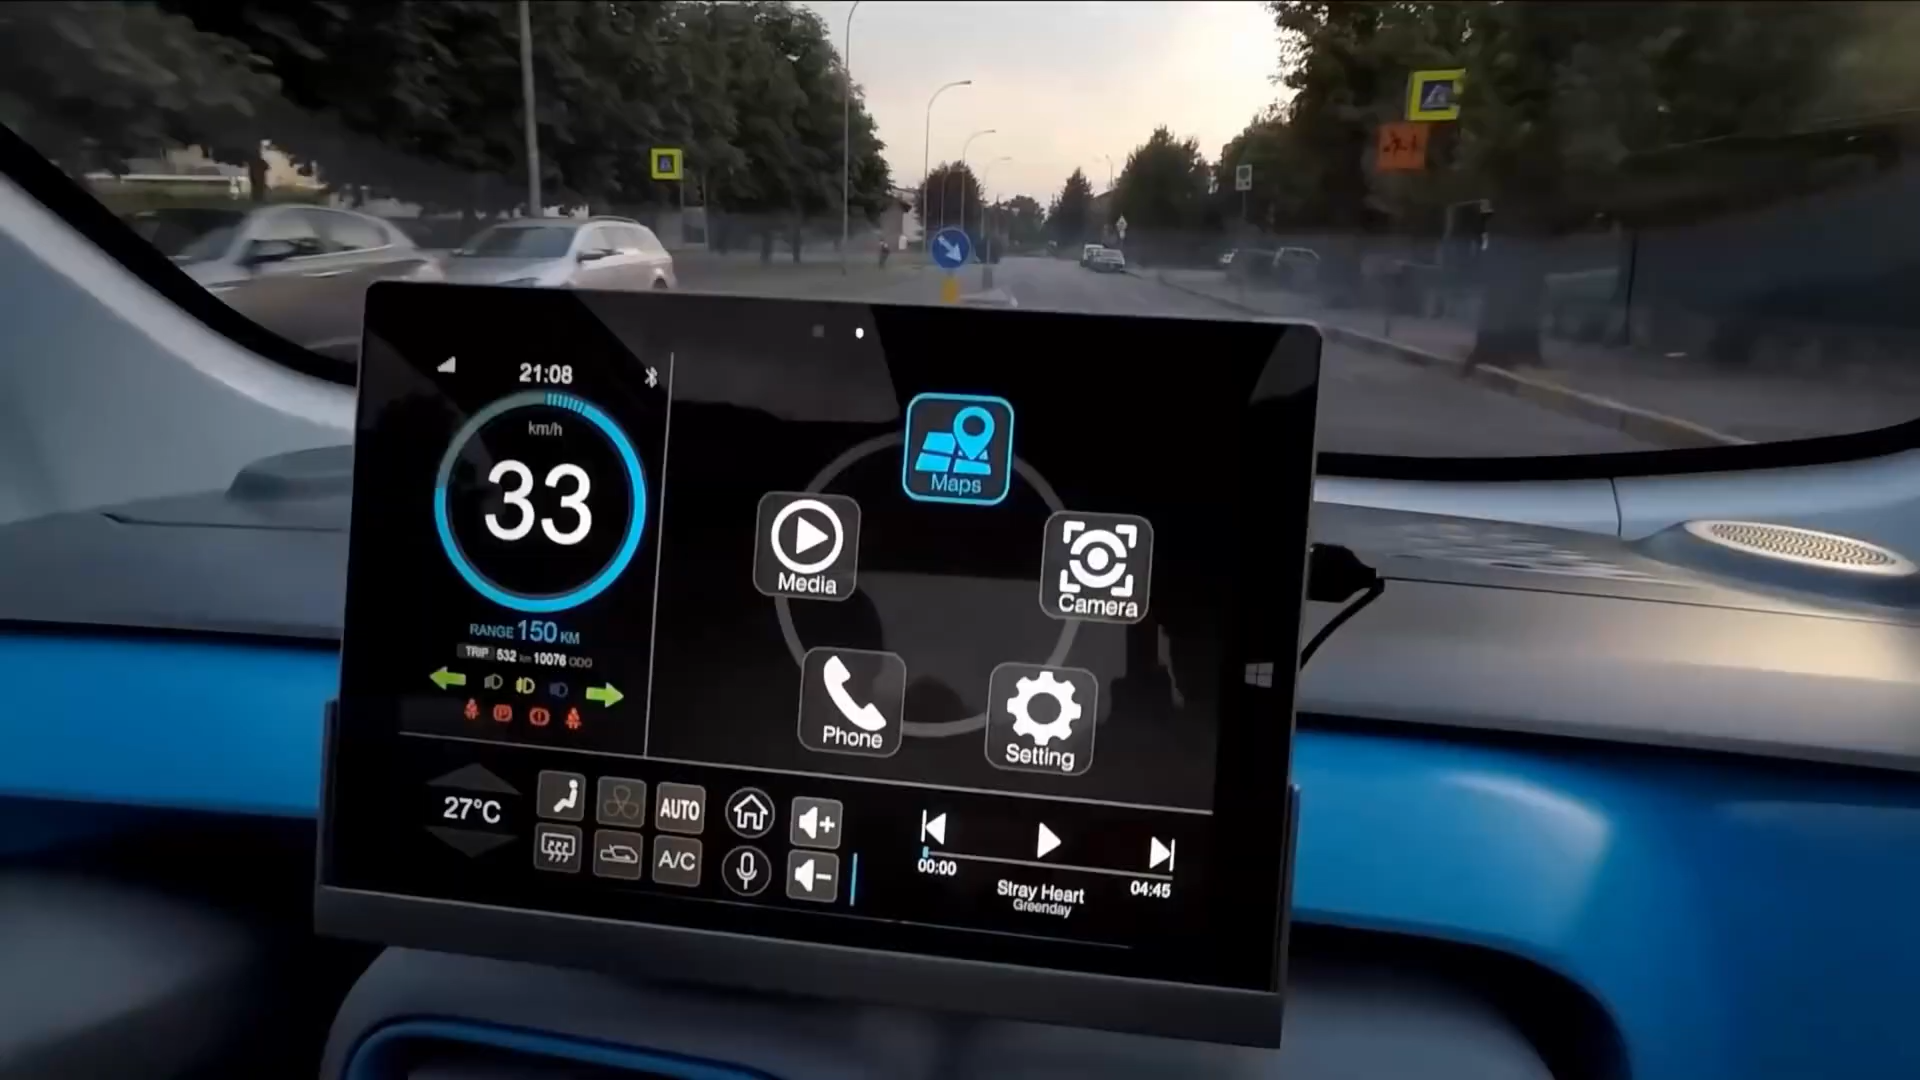 21:08
km/h
33
RANGE 150 KM
TRIP 532 km 10076 ODO
Maps
Media
Camera
Phone
Setting
27°C
AUTO
A/C
00:00
04:45
Stray Heart
Greenday